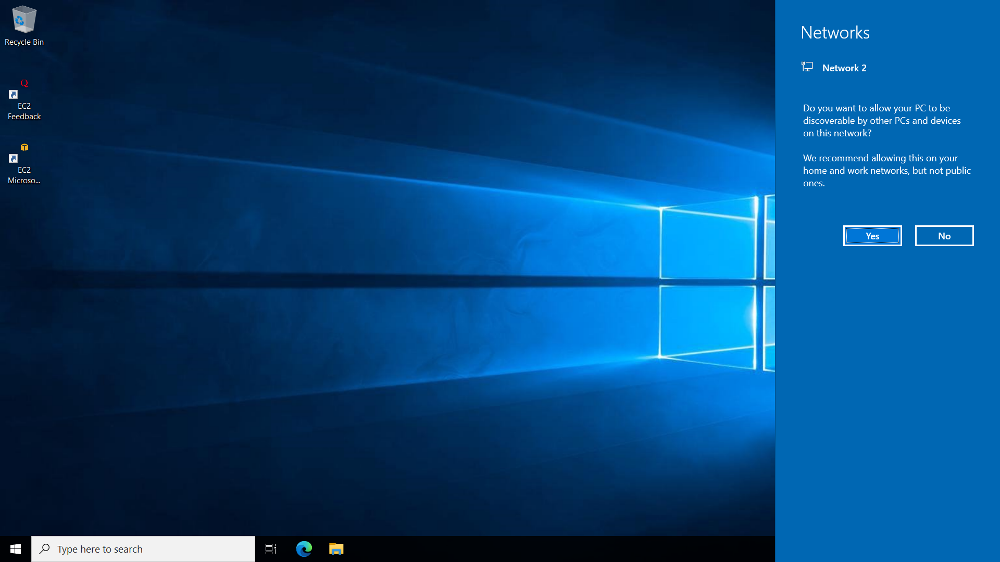 Recycle Bin
EC2
Feedback
EC2
Microso...
Networks
Network 2
Do you want to allow your PC to be
discoverable by other PCs and devices
on this network?
We recommend allowing this on your
home and work networks, but not public
ones.
Yes
No
Type here to search